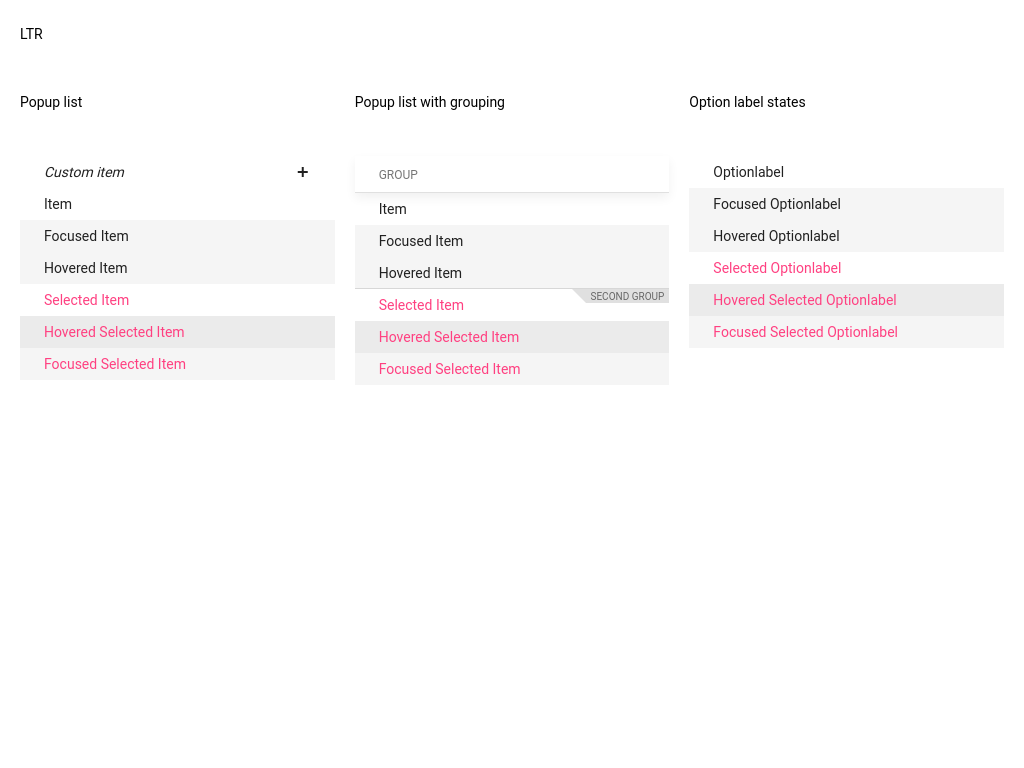 LTR
Popup list
Custom item +
Item
Focused Item
Hovered Item
Selected Item
Hovered Selected Item
Focused Selected Item
Popup list with grouping
GROUP
Item
Focused Item
Hovered Item
SECOND GROUP
Selected Item
Hovered Selected Item
Focused Selected Item
Option label states
Optionlabel
Focused Optionlabel
Hovered Optionlabel
Selected Optionlabel
Hovered Selected Optionlabel
Focused Selected Optionlabel